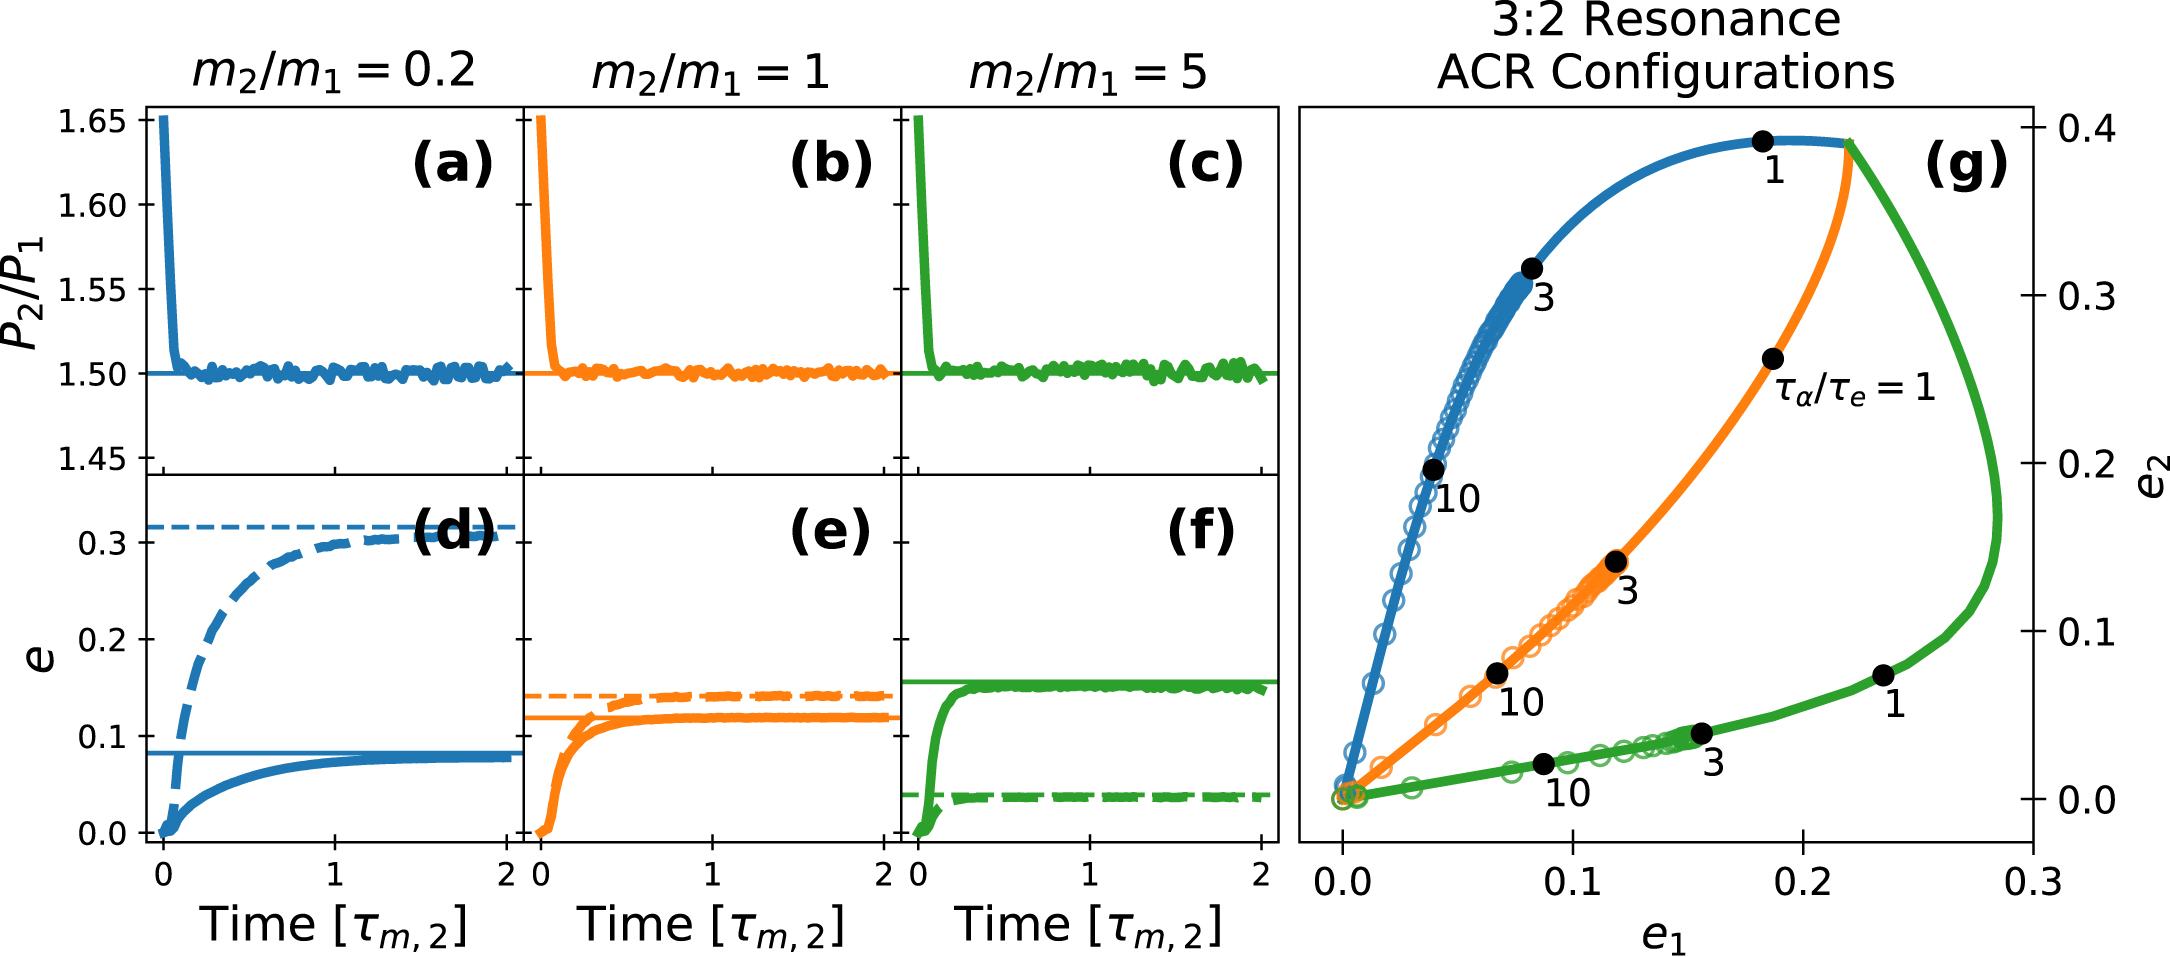 3:2 Resonance
ACR Configurations
m₂/m₁ = 0.2
m₂/m₁ = 1
m₂/m₁ = 5
P₂/P₁
1.65
1.60
1.55
1.50
1.45
(a)
(b)
(c)
e
0.3
0.2
0.1
0.0
(d)
(e)
(f)
0 1 2
0 1 2
0 1 2
Time [τₘ,₂]
Time [τₘ,₂]
Time [τₘ,₂]
(g)
1
3
10
τα/τₑ = 1
3
10
1
3
10
0.4
0.3
0.2
0.1
0.0
e₂
0.0 0.1 0.2 0.3
e₁